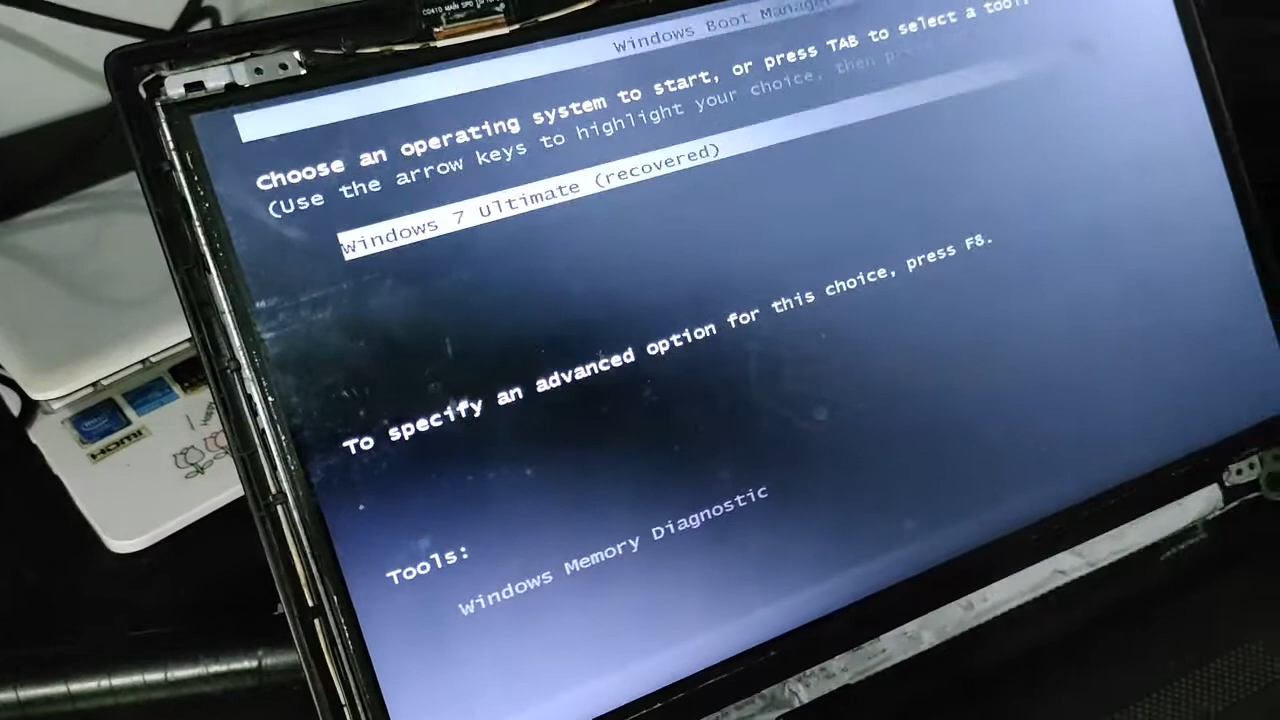 Windows Boot Manager
Choose an operating system to start, or press TAB to select a tool.
(Use the arrow keys to highlight your choice, then
Windows 7 Ultimate (recovered)
To specify an advanced option for this choice, press F8.
Tools:
Windows Memory Diagnostic
HDMI